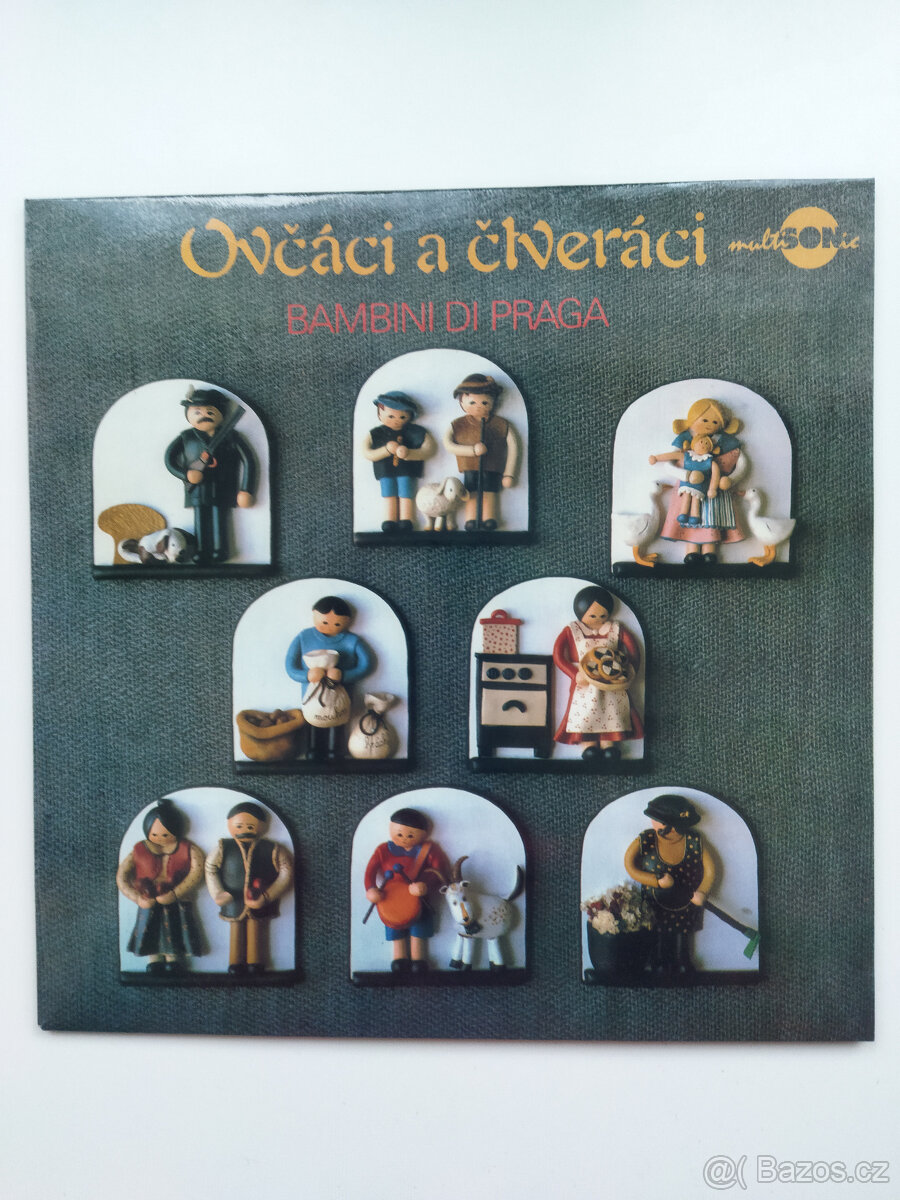 Ovčáci a čtveráci
multiSONic
BAMBINI DI PRAGA
@( Bazos.cz